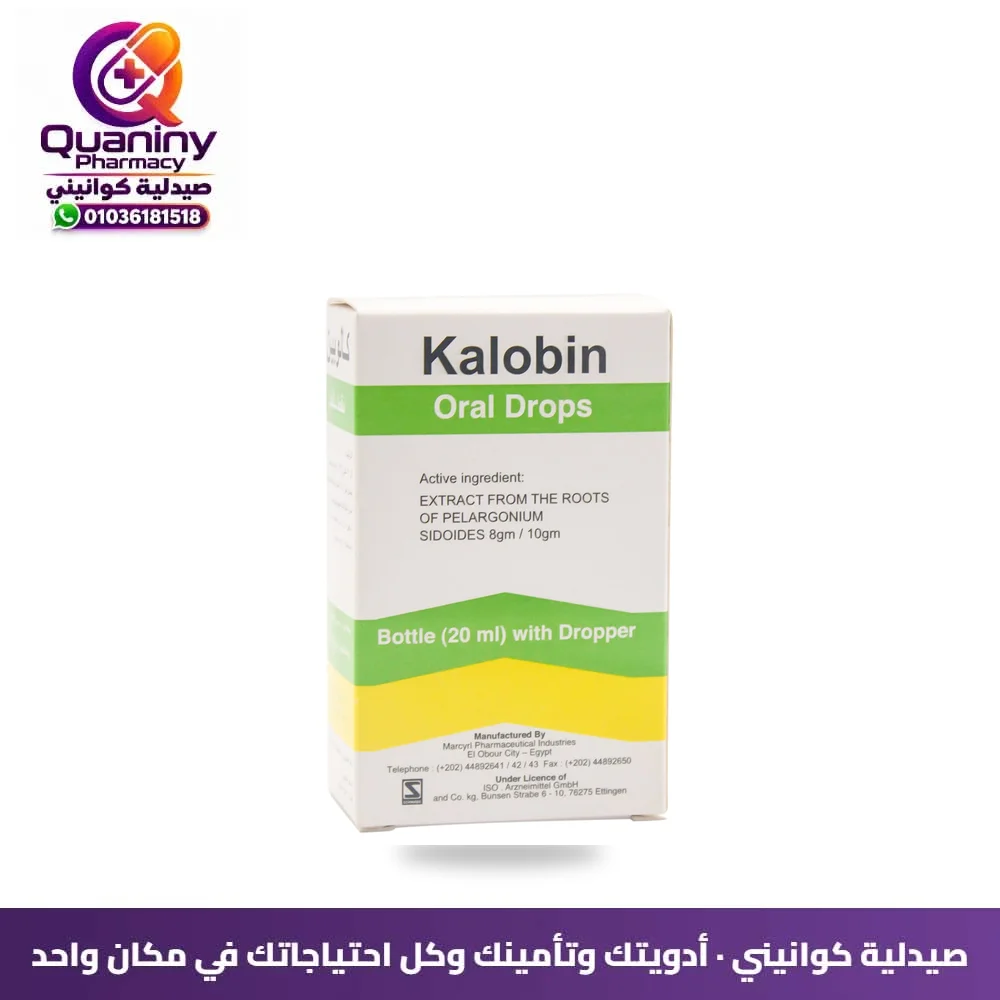 Quaniny
Pharmacy
صيدلية كوانيني
01036181518
Kalobin
Oral Drops
Active ingredient:
EXTRACT FROM THE ROOTS
OF PELARGONIUM
SIDOIDES 8gm / 10gm
Bottle (20 ml) with Dropper
Manufactured By
Marcyrl Pharmaceutical Industries
El Obour City – Egypt
Telephone : (+202) 44892641 / 42 / 43 Fax : (+202) 44892650
Under Licence of
ISO . Arzneimittel GmbH
and Co. kg, Bunsen Strabe 6 - 10, 76275 Ettlingen
صيدلية كوانيني · أدويتك وتأمينك وكل احتياجاتك في مكان واحد